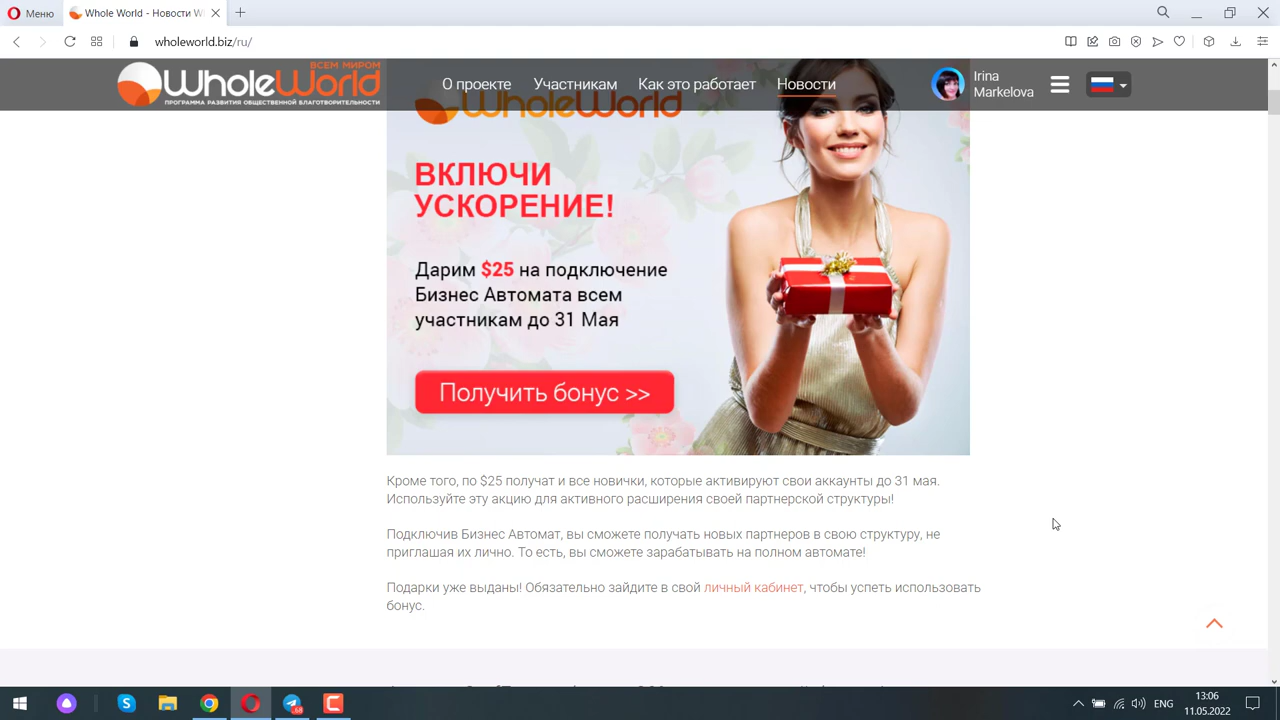 Меню
Whole World - Новости W
wholeworld.biz/ru/
ВСЕМ МИРОМ
WholeWorld
ПРОГРАММА РАЗВИТИЯ ОБЩЕСТВЕННОЙ БЛАГОТВОРИТЕЛЬНОСТИ
О проекте
Участникам
Как это работает
Новости
Irina
Markelova
WholeWorld
ВКЛЮЧИ
УСКОРЕНИЕ!
Дарим $25 на подключение
Бизнес Автомата всем
участникам до 31 Мая
Получить бонус >>
Кроме того, по $25 получат и все новички, которые активируют свои аккаунты до 31 мая.
Используйте эту акцию для активного расширения своей партнерской структуры!
Подключив Бизнес Автомат, вы сможете получать новых партнеров в свою структуру, не
приглашая их лично. То есть, вы сможете зарабатывать на полном автомате!
Подарки уже выданы! Обязательно зайдите в свой личный кабинет, чтобы успеть использовать
бонус.
ENG
13:06
11.05.2022